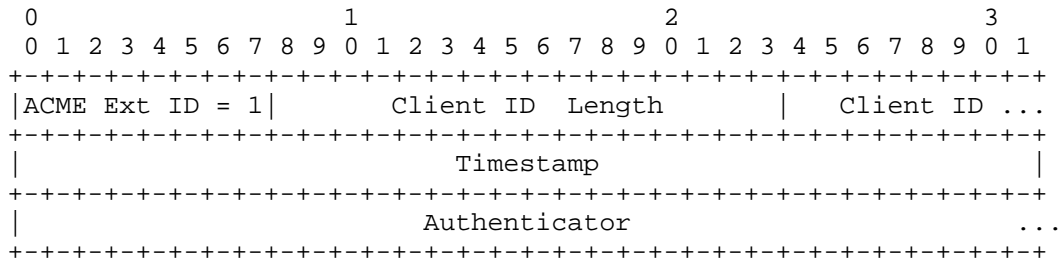 0                   1                   2                   3
 0 1 2 3 4 5 6 7 8 9 0 1 2 3 4 5 6 7 8 9 0 1 2 3 4 5 6 7 8 9 0 1
+-+-+-+-+-+-+-+-+-+-+-+-+-+-+-+-+-+-+-+-+-+-+-+-+-+-+-+-+-+-+-+-+
|ACME Ext ID = 1|       Client ID  Length       |   Client ID ...
+-+-+-+-+-+-+-+-+-+-+-+-+-+-+-+-+-+-+-+-+-+-+-+-+-+-+-+-+-+-+-+-+
|                           Timestamp                           |
+-+-+-+-+-+-+-+-+-+-+-+-+-+-+-+-+-+-+-+-+-+-+-+-+-+-+-+-+-+-+-+-+
|                         Authenticator                        ...
+-+-+-+-+-+-+-+-+-+-+-+-+-+-+-+-+-+-+-+-+-+-+-+-+-+-+-+-+-+-+-+-+